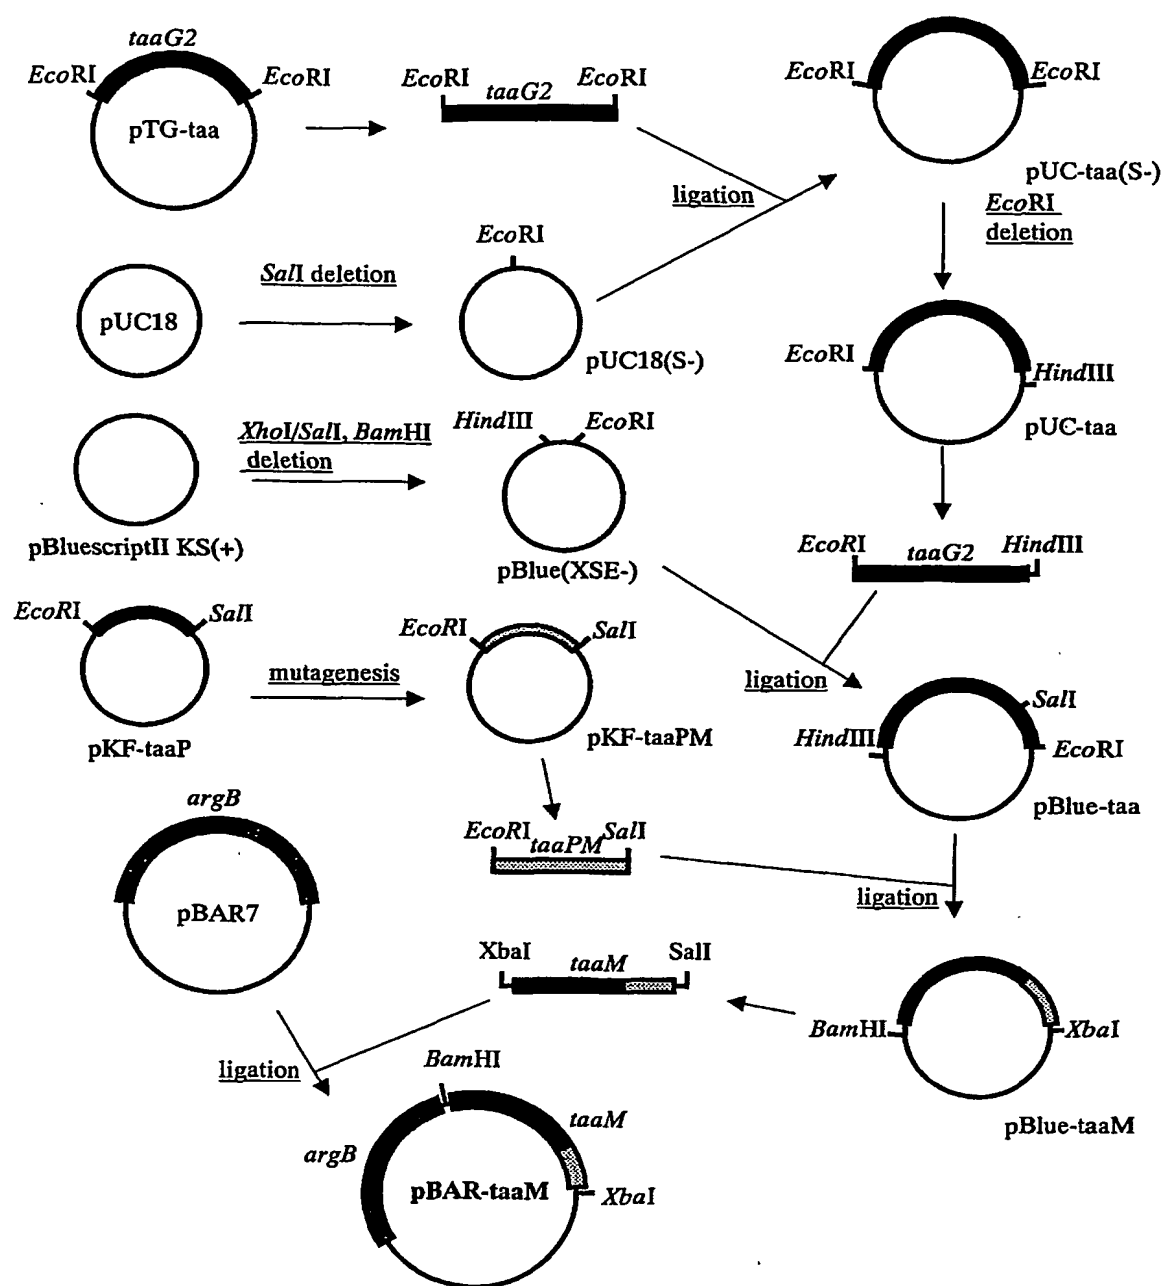 taaG2
EcoRI
EcoRI
pTG-taa
EcoRI
EcoRI
taaG2
EcoRI
EcoRI
pUC-taa(S-)
ligation
EcoRI
deletion
pUC18
SalI deletion
EcoRI
pUC18(S-)
EcoRI
HindIII
pUC-taa
XhoI/SalI, BamHI
deletion
HindIII
EcoRI
pBluescriptII KS(+)
pBlue(XSE-)
EcoRI
taaG2
HindIII
EcoRI
SalI
pKF-taaP
mutagenesis
EcoRI
SalI
pKF-taaPM
ligation
HindIII
SalI
EcoRI
pBlue-taa
argB
pBAR7
EcoRI
taaPM
SalI
ligation
XbaI
taaM
SalI
BamHI
XbaI
pBlue-taaM
ligation
BamHI
taaM
argB
pBAR-taaM
XbaI